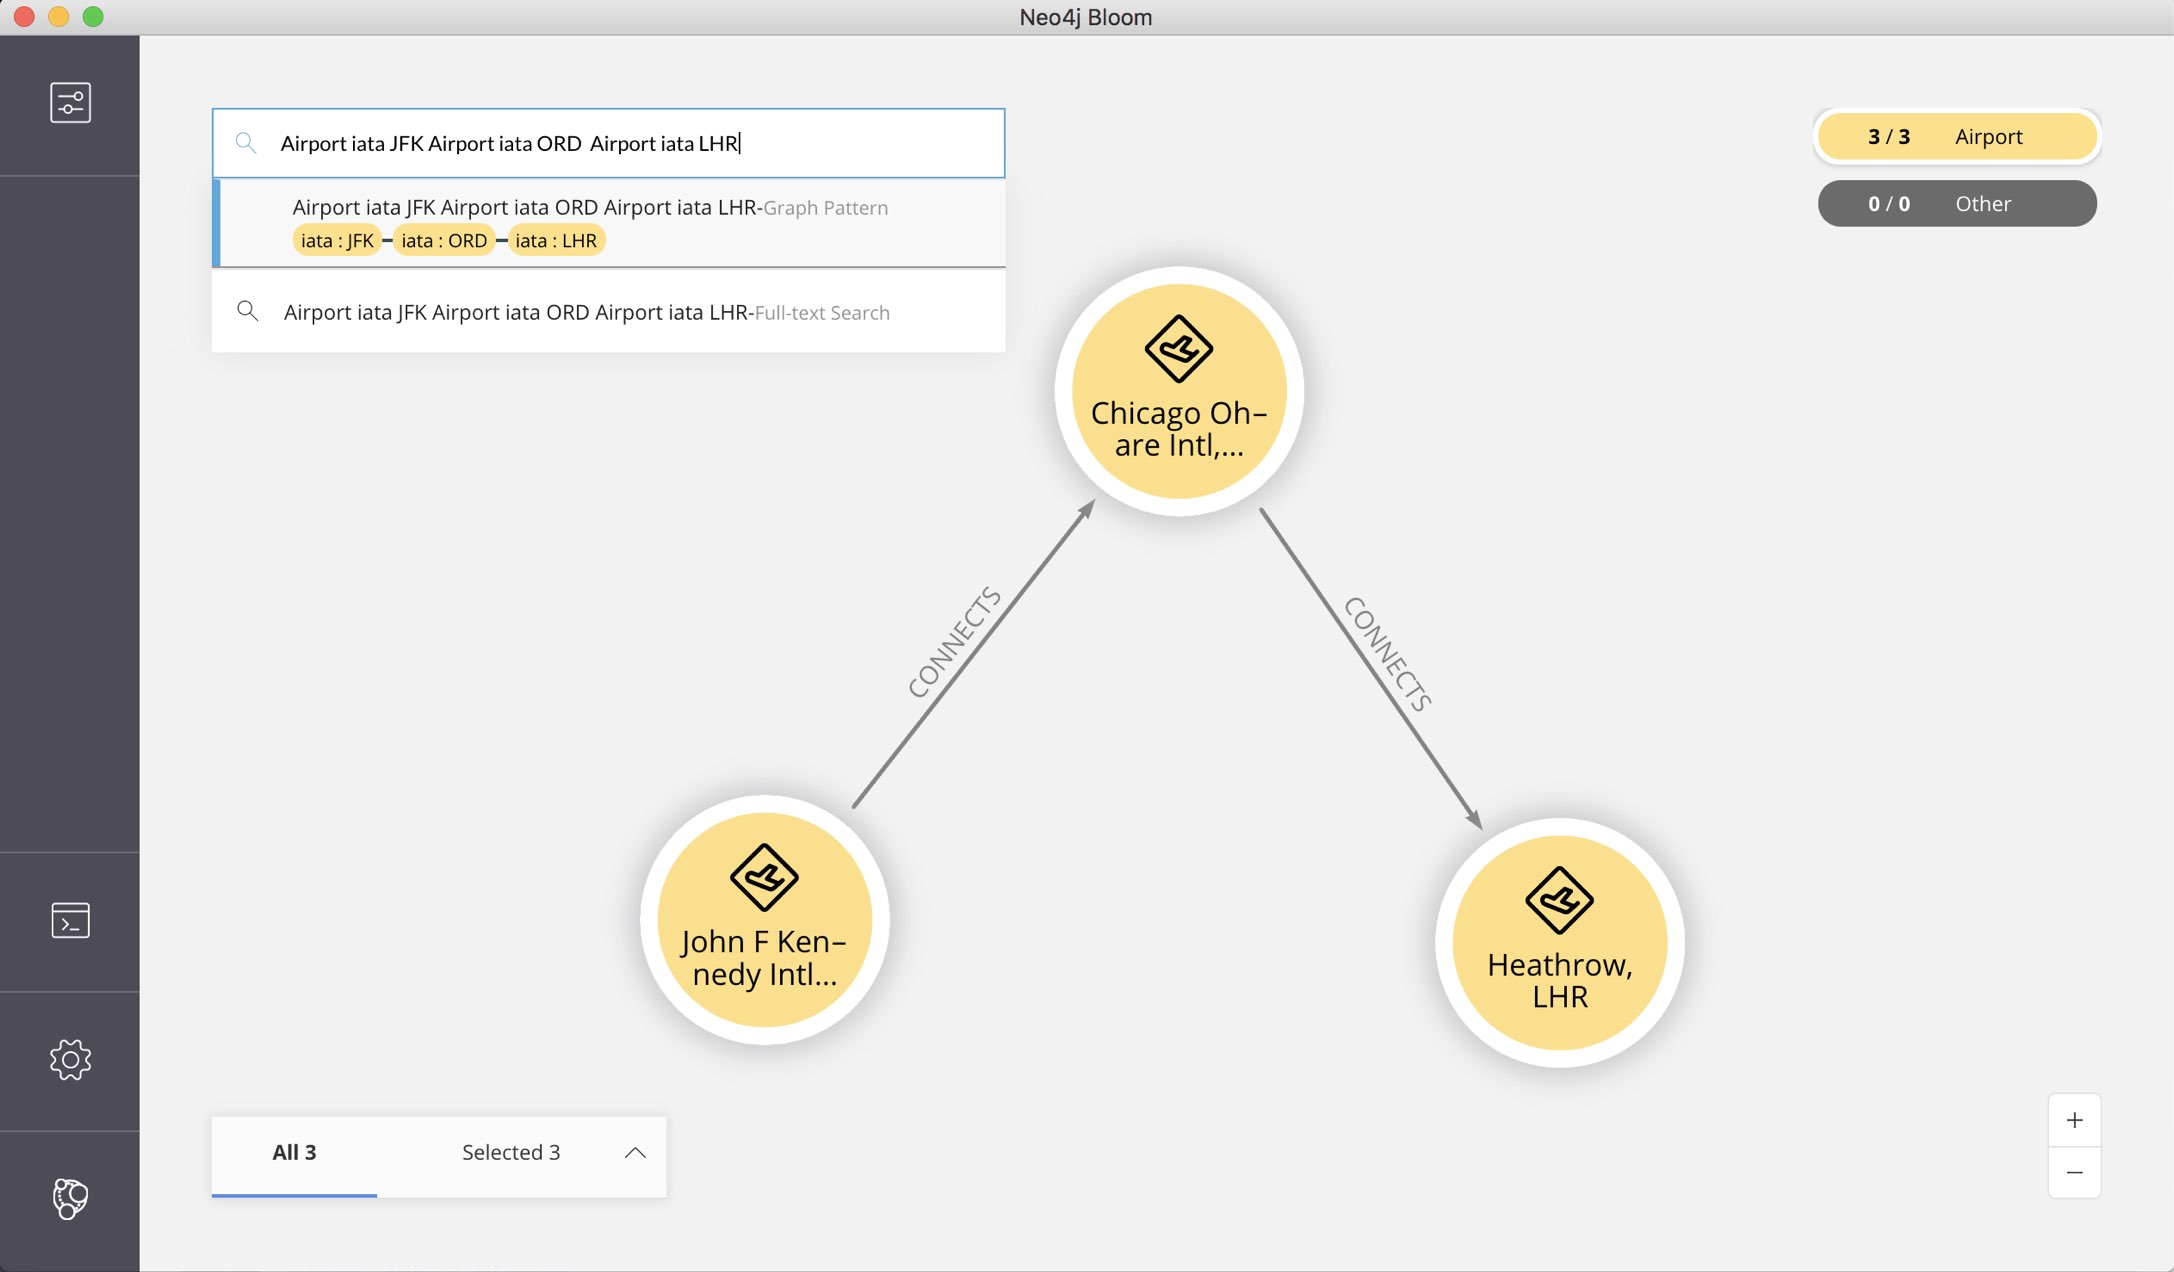 Neo4j Bloom
Airport iata JFK Airport iata ORD  Airport iata LHR
Airport iata JFK Airport iata ORD Airport iata LHR-Graph Pattern
iata : JFK iata : ORD iata : LHR
Airport iata JFK Airport iata ORD Airport iata LHR-Full-text Search
3 / 3 Airport
0 / 0 Other
Chicago Oh–
are Intl,...
CONNECTS
CONNECTS
John F Ken–
nedy Intl...
Heathrow,
LHR
All 3 Selected 3
+
−